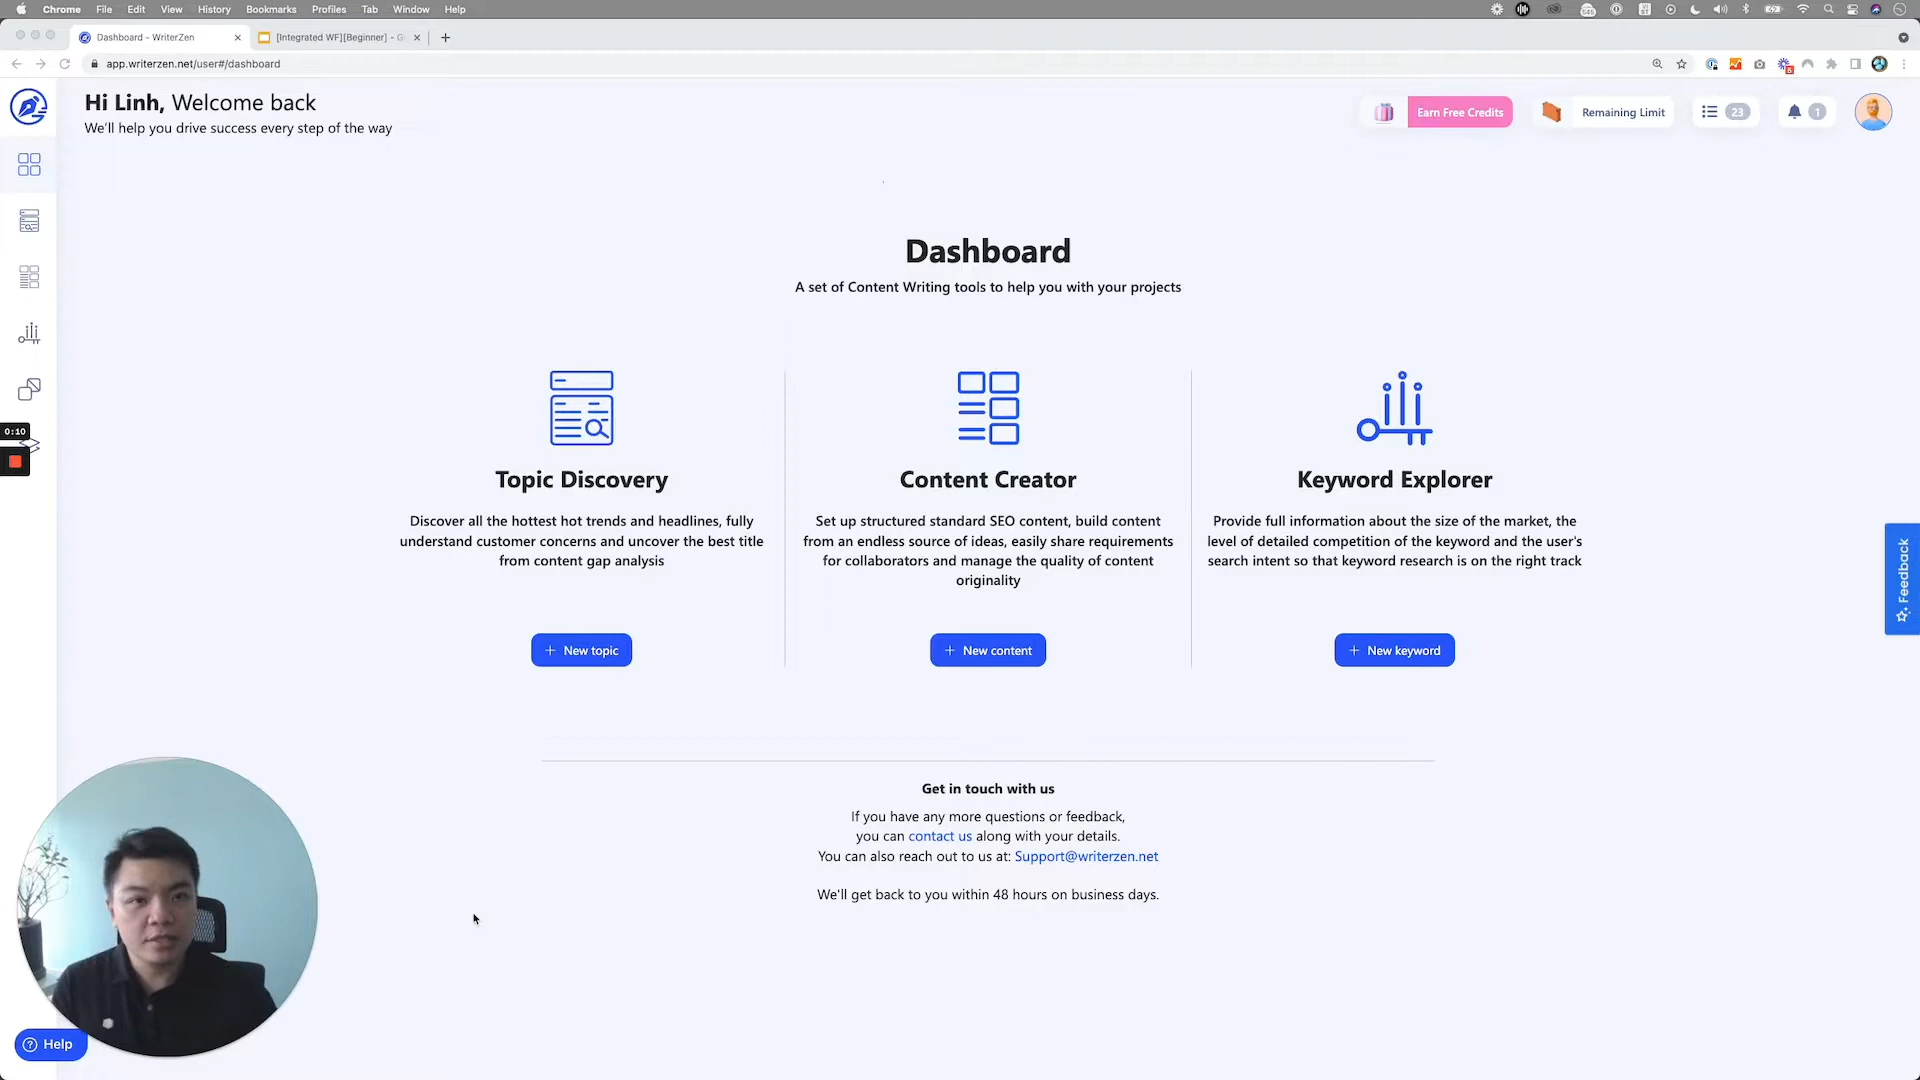 Chrome File Edit View History Bookmarks Profiles Tab Window Help
Dashboard - WriterZen
[Integrated WF][Beginner] - G
app.writerzen.net/user#/dashboard
Hi Linh, Welcome back
We'll help you drive success every step of the way
Earn Free Credits
Remaining Limit
23
1
Dashboard
A set of Content Writing tools to help you with your projects
0:10
Topic Discovery
Discover all the hottest hot trends and headlines, fully
understand customer concerns and uncover the best title
from content gap analysis
+ New topic
Content Creator
Set up structured standard SEO content, build content
from an endless source of ideas, easily share requirements
for collaborators and manage the quality of content
originality
+ New content
Keyword Explorer
Provide full information about the size of the market, the
level of detailed competition of the keyword and the user's
search intent so that keyword research is on the right track
+ New keyword
Feedback
Get in touch with us
If you have any more questions or feedback,
you can contact us along with your details.
You can also reach out to us at: Support@writerzen.net
We'll get back to you within 48 hours on business days.
Help